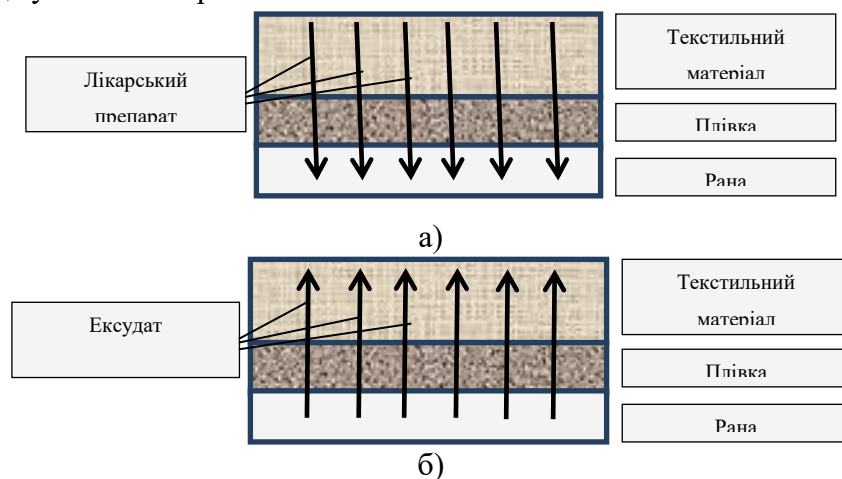 Текстильний
матеріал
Лікарський
препарат
Плівка
Рана
а)
Текстильний
матеріал
Ексудат
Плівка
Рана
б)